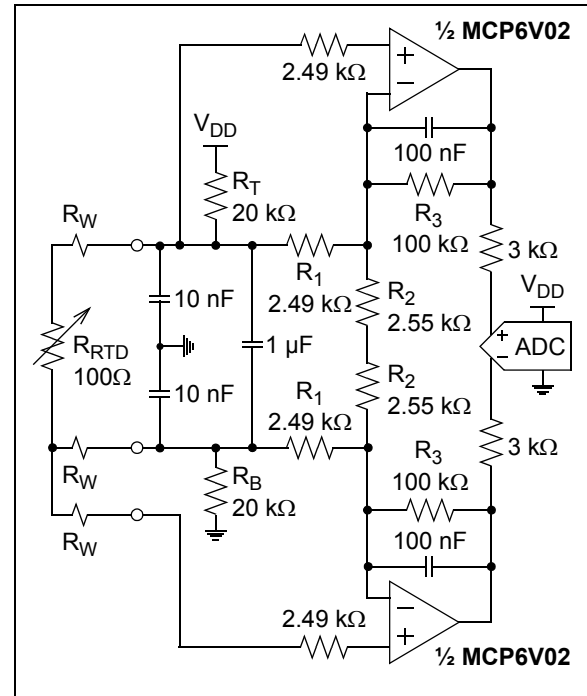 ½ MCP6V02
2.49 kΩ
+
−
V_DD
100 nF
R_T
20 kΩ
R_W
R_3
100 kΩ
3 kΩ
R_1
2.49 kΩ
10 nF
R_2
2.55 kΩ
V_DD
R_RTD
100Ω
1 µF
+
−
ADC
10 nF
R_1
2.49 kΩ
R_2
2.55 kΩ
3 kΩ
R_W
R_B
20 kΩ
R_3
100 kΩ
R_W
100 nF
2.49 kΩ
−
+
½ MCP6V02